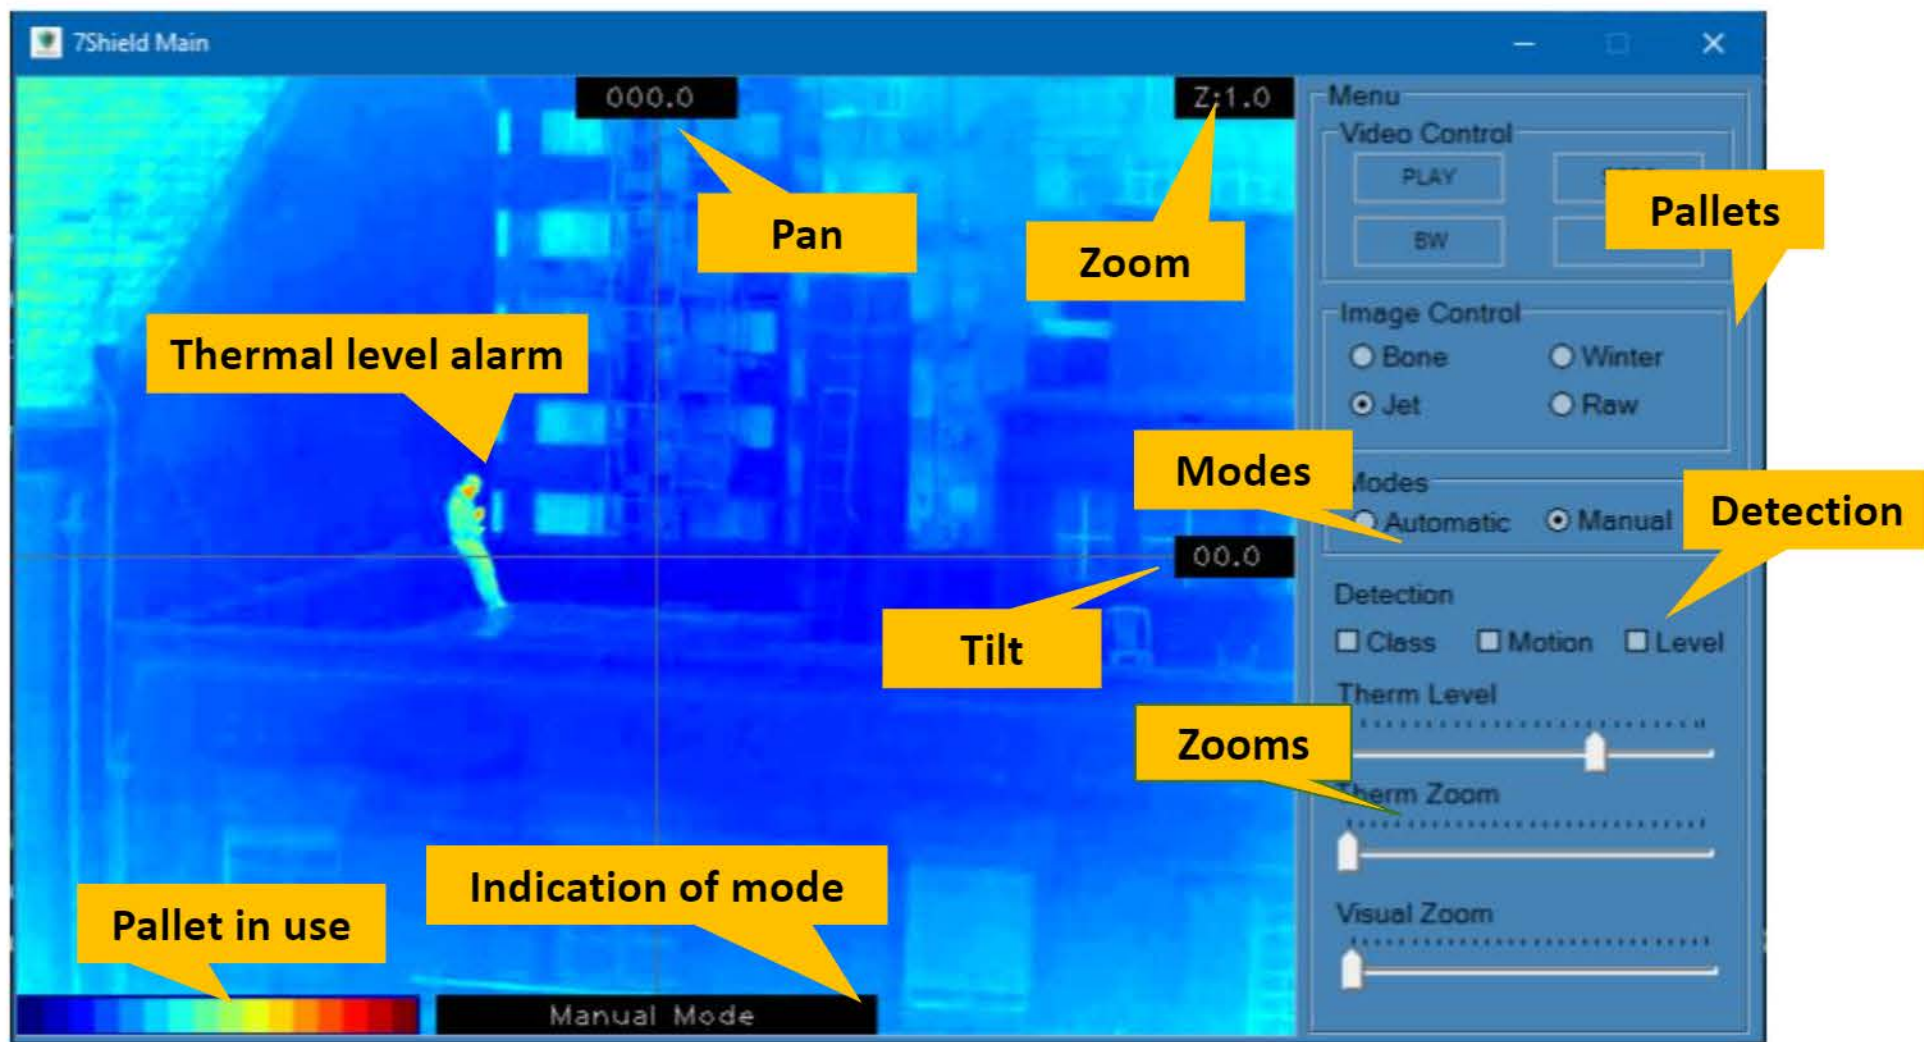 7Shield Main
000.0
Z:1.0
Menu
Video Control
PLAY
BW
Pallets
Pan
Zoom
Image Control
Bone
Winter
Jet
Raw
Thermal level alarm
Modes
Modes
Automatic
Manual
Detection
00.0
Tilt
Detection
Class
Motion
Level
Therm Level
Zooms
Therm Zoom
Indication of mode
Pallet in use
Visual Zoom
Manual Mode